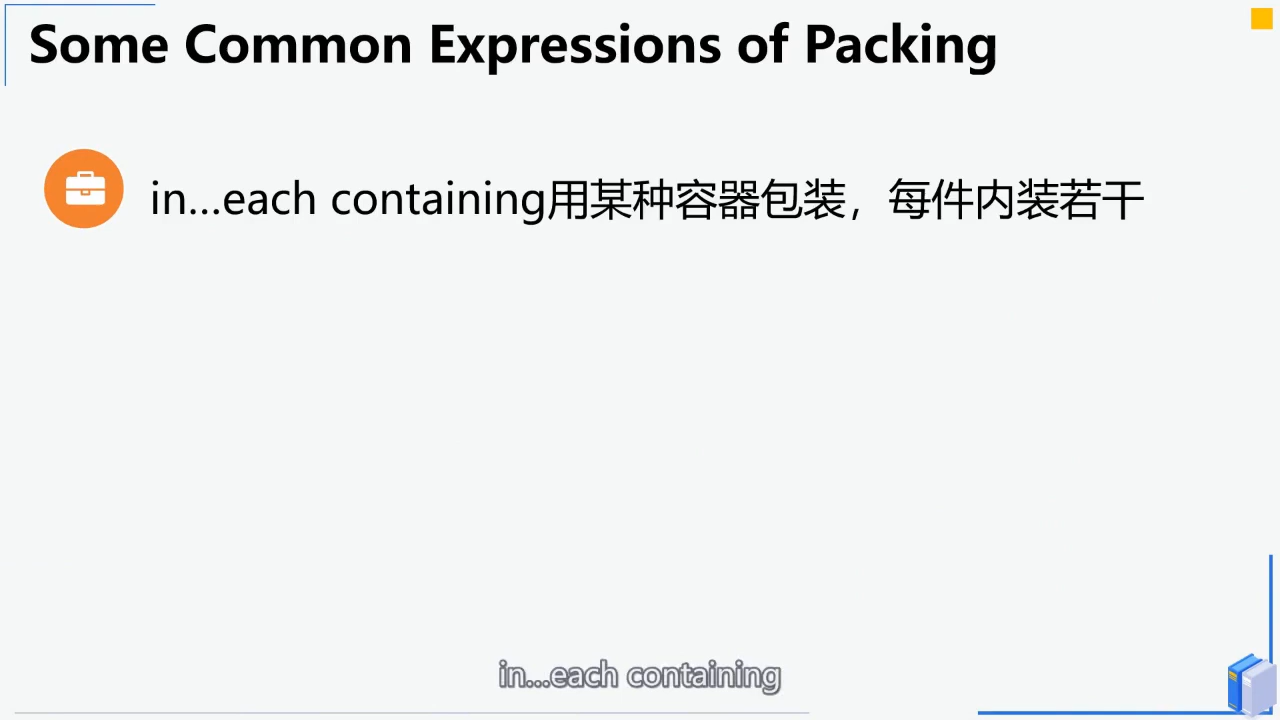 Some Common Expressions of Packing
in...each containing用某种容器包装，每件内装若干
in...each containing